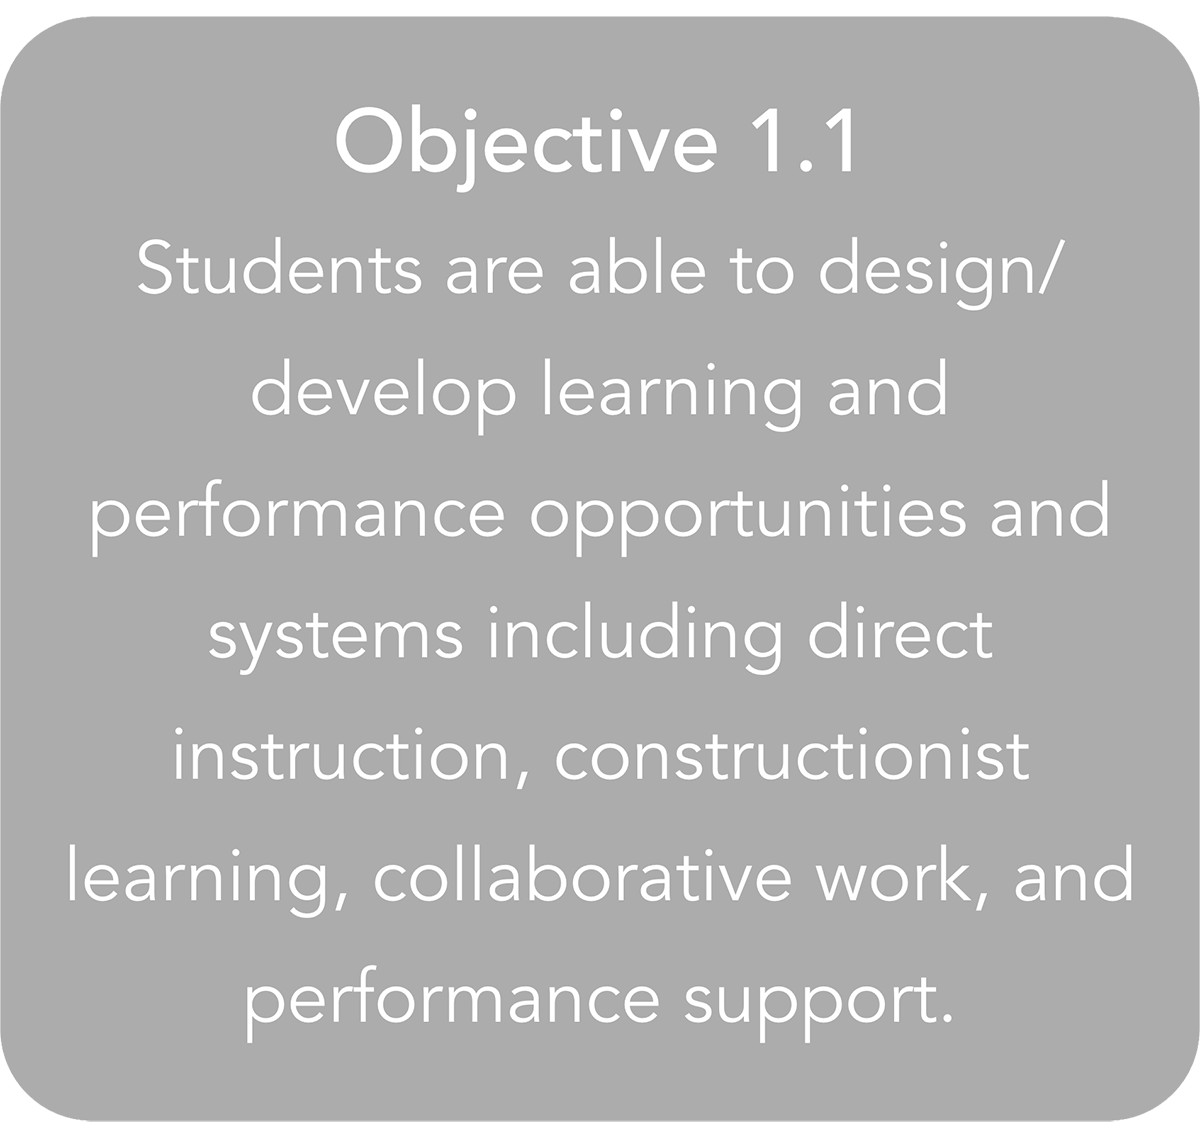 Objective 1.1
Students are able to design/
develop learning and
performance opportunities and
systems including direct
instruction, constructionist
learning, collaborative work, and
performance support.